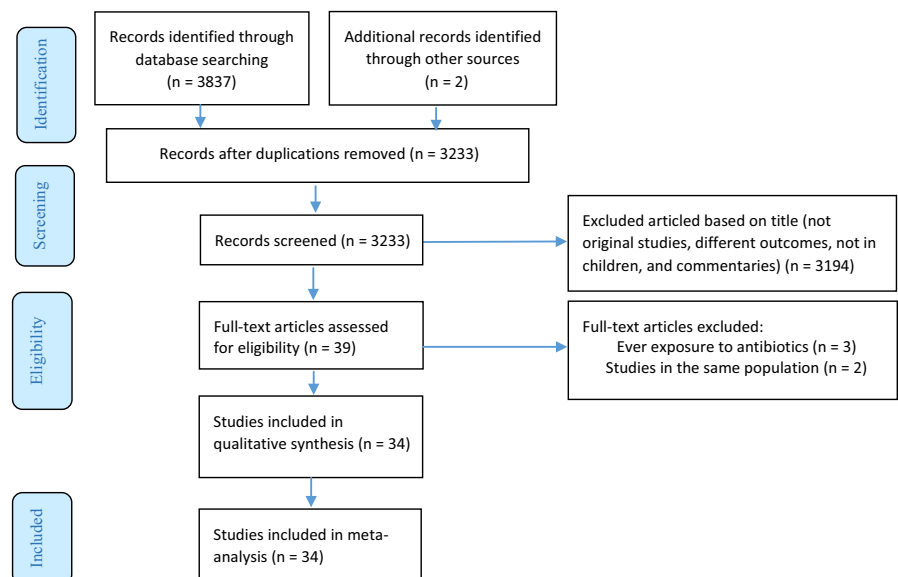 Identification
Records identified through
database searching
(n = 3837)
Additional records identified
through other sources
(n = 2)
Records after duplications removed (n = 3233)
Screening
Records screened (n = 3233)
Excluded articled based on title (not
original studies, different outcomes, not in
children, and commentaries) (n = 3194)
Eligibility
Full-text articles assessed
for eligibility (n = 39)
Full-text articles excluded:
Ever exposure to antibiotics (n = 3)
Studies in the same population (n = 2)
Studies included in
qualitative synthesis (n = 34)
Included
Studies included in meta-
analysis (n = 34)